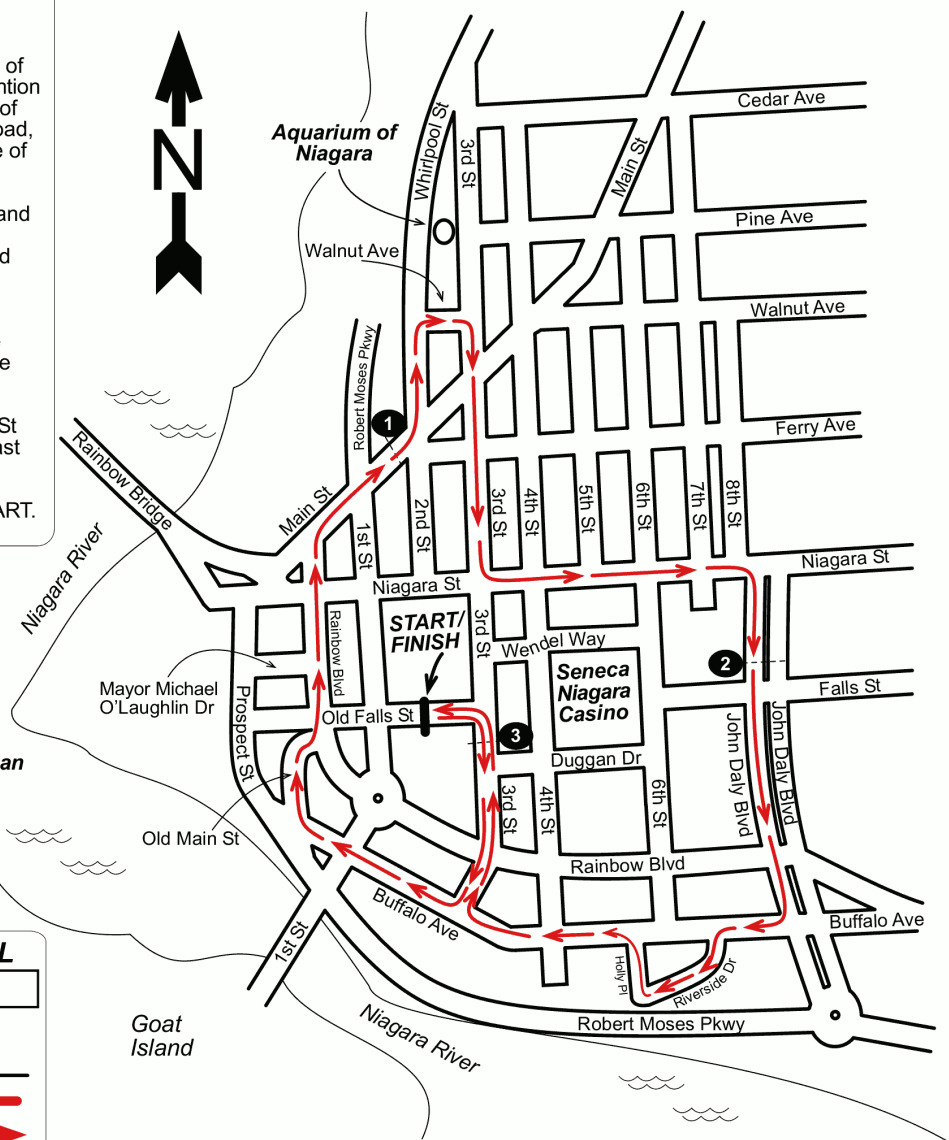 of
ntion
of
oad,
e of
and
d
e
St
ast
ART.
N
Aquarium of
Niagara
Whirlpool St
3rd St
Main St
Cedar Ave
Pine Ave
Walnut Ave
Walnut Ave
Robert Moses Pkwy
1
Ferry Ave
Rainbow Bridge
Main St
1st St
2nd St
3rd St
4th St
5th St
6th St
7th St
8th St
Niagara River
Niagara St
Niagara St
START/
FINISH
Rainbow Blvd
3rd St
Wendel Way
Seneca
Niagara
Casino
2
Mayor Michael
O'Laughlin Dr
Prospect St
Old Falls St
3
Falls St
John Daly Blvd
John Daly Blvd
Duggan Dr
an
3rd St
4th St
6th St
Old Main St
Rainbow Blvd
Buffalo Ave
Buffalo Ave
1st St
Holly Pl
Riverside Dr
L
Goat
Island
Niagara River
Robert Moses Pkwy